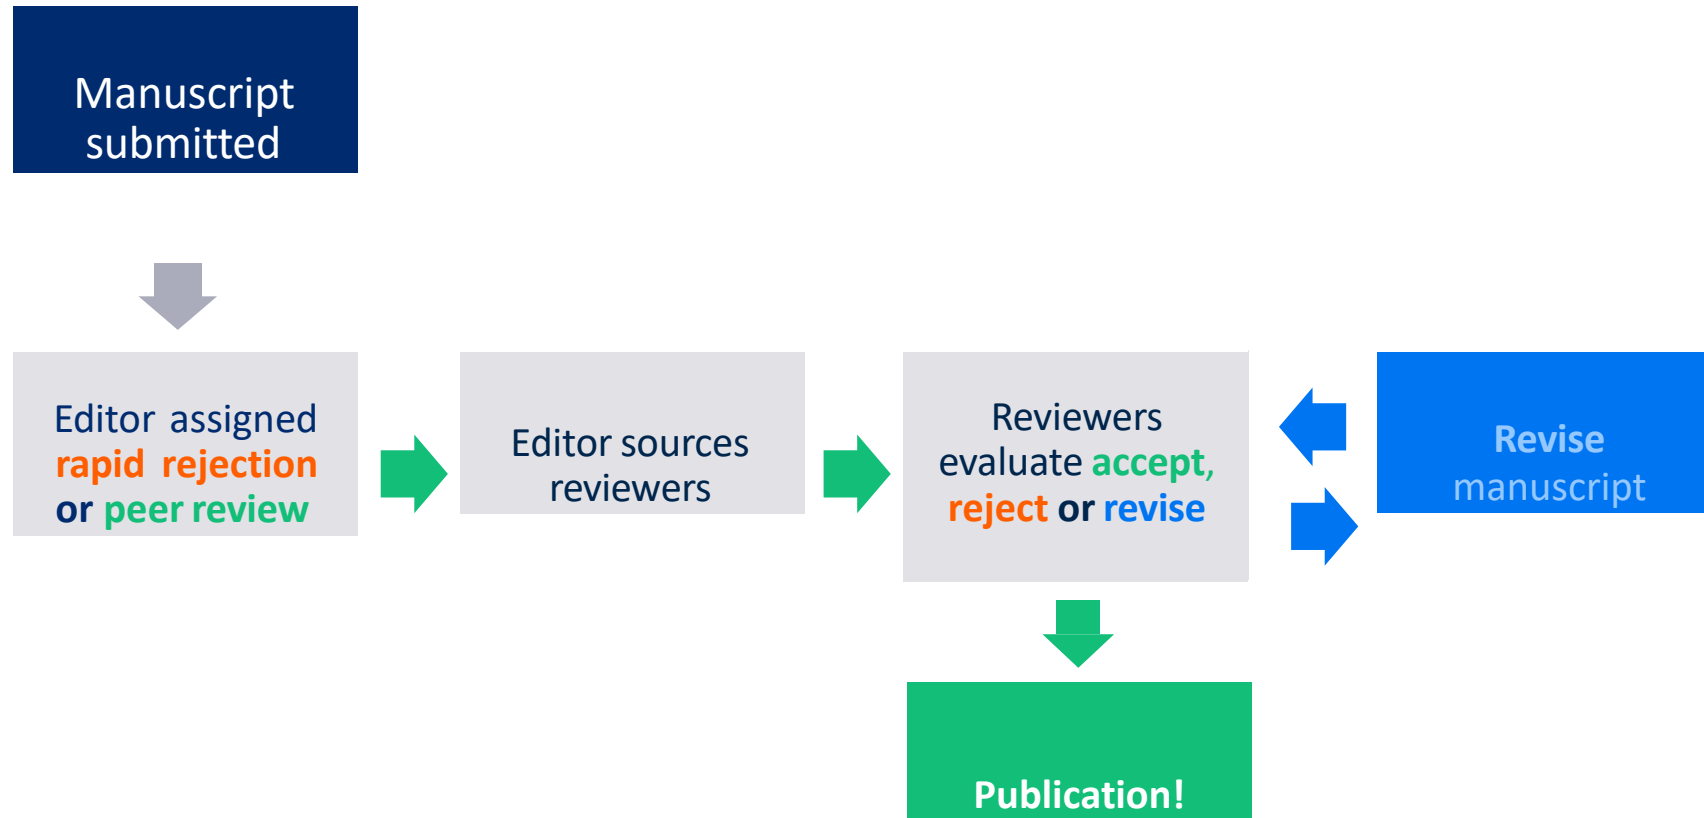 Manuscript
submitted
Editor assigned
rapid rejection
or peer review
Editor sources
reviewers
Reviewers
evaluate accept,
reject or revise
Revise
manuscript
Publication!